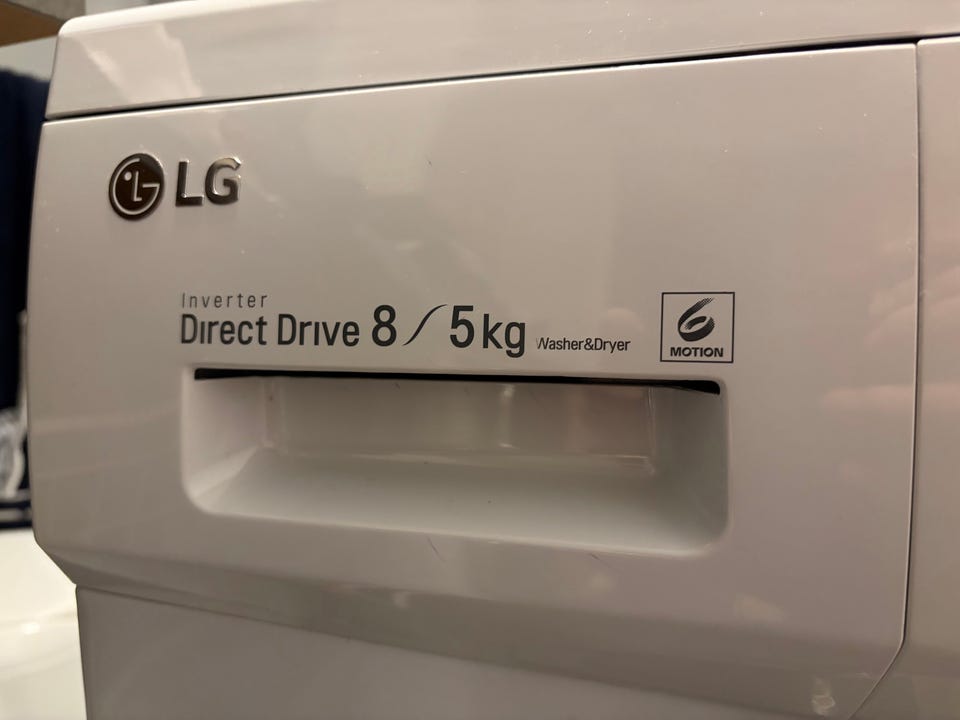 LG
Inverter
Direct Drive 8/5kg Washer&Dryer
6 MOTION